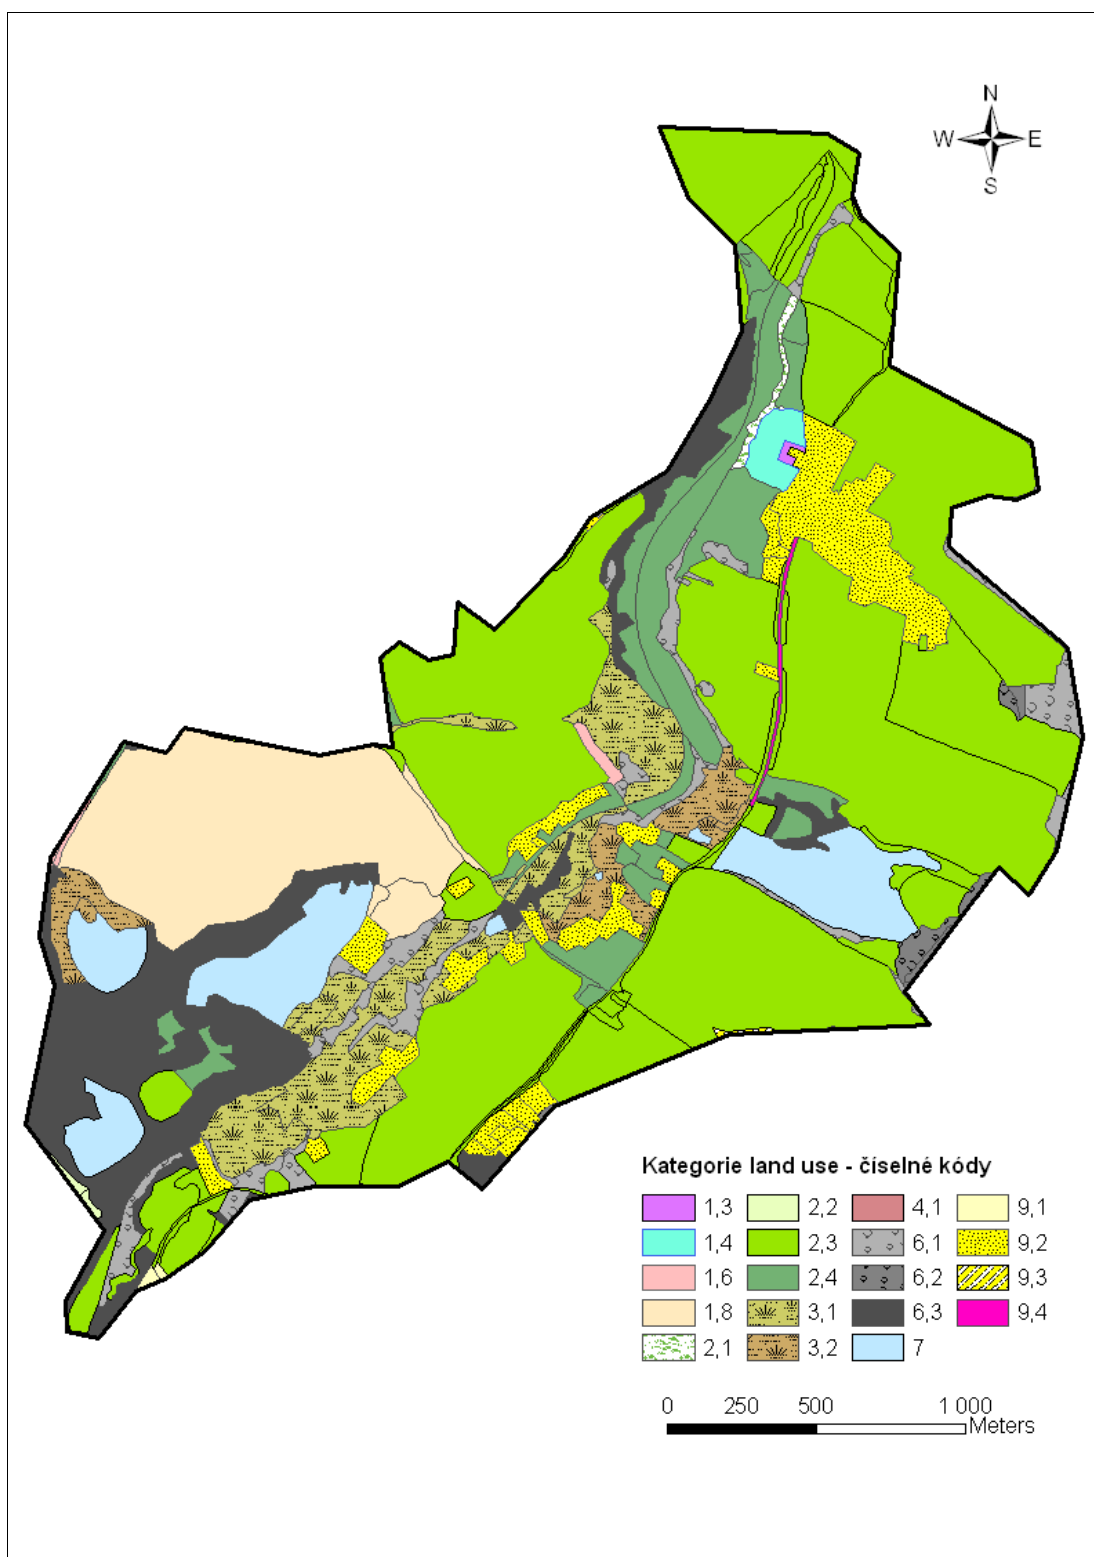 N
W E
S
Kategorie land use - číselné kódy
1,3 2,2 4,1 9,1
1,4 2,3 6,1 9,2
1,6 2,4 6,2 9,3
1,8 3,1 6,3 9,4
2,1 3,2 7
0 250 500 1 000
Meters